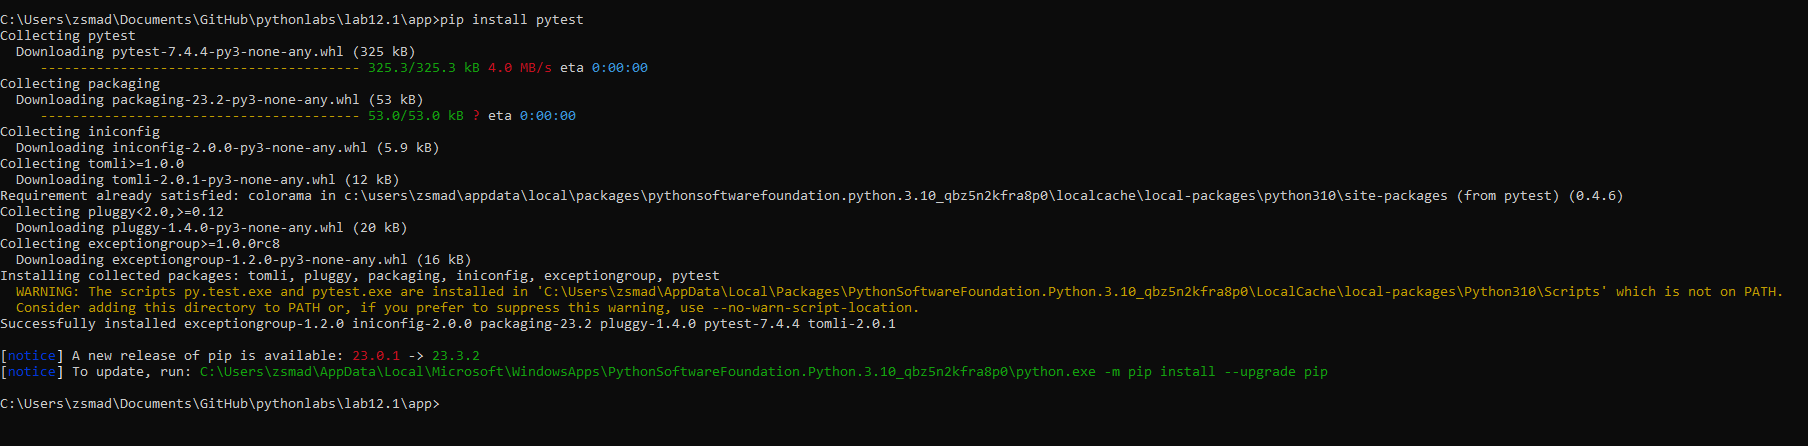 C:\Users\zsmad\Documents\GitHub\pythonlabs\lab12.1\app>pip install pytest
Collecting pytest
  Downloading pytest-7.4.4-py3-none-any.whl (325 kB)
     ---------------------------------------- 325.3/325.3 kB 4.0 MB/s eta 0:00:00
Collecting packaging
  Downloading packaging-23.2-py3-none-any.whl (53 kB)
     ---------------------------------------- 53.0/53.0 kB ? eta 0:00:00
Collecting iniconfig
  Downloading iniconfig-2.0.0-py3-none-any.whl (5.9 kB)
Collecting tomli>=1.0.0
  Downloading tomli-2.0.1-py3-none-any.whl (12 kB)
Requirement already satisfied: colorama in c:\users\zsmad\appdata\local\packages\pythonsoftwarefoundation.python.3.10_qbz5n2kfra8p0\localcache\local-packages\python310\site-packages (from pytest) (0.4.6)
Collecting pluggy<2.0,>=0.12
  Downloading pluggy-1.4.0-py3-none-any.whl (20 kB)
Collecting exceptiongroup>=1.0.0rc8
  Downloading exceptiongroup-1.2.0-py3-none-any.whl (16 kB)
Installing collected packages: tomli, pluggy, packaging, iniconfig, exceptiongroup, pytest
  WARNING: The scripts py.test.exe and pytest.exe are installed in 'C:\Users\zsmad\AppData\Local\Packages\PythonSoftwareFoundation.Python.3.10_qbz5n2kfra8p0\LocalCache\local-packages\Python310\Scripts' which is not on PATH.
  Consider adding this directory to PATH or, if you prefer to suppress this warning, use --no-warn-script-location.
Successfully installed exceptiongroup-1.2.0 iniconfig-2.0.0 packaging-23.2 pluggy-1.4.0 pytest-7.4.4 tomli-2.0.1

[notice] A new release of pip is available: 23.0.1 -> 23.3.2
[notice] To update, run: C:\Users\zsmad\AppData\Local\Microsoft\WindowsApps\PythonSoftwareFoundation.Python.3.10_qbz5n2kfra8p0\python.exe -m pip install --upgrade pip

C:\Users\zsmad\Documents\GitHub\pythonlabs\lab12.1\app>